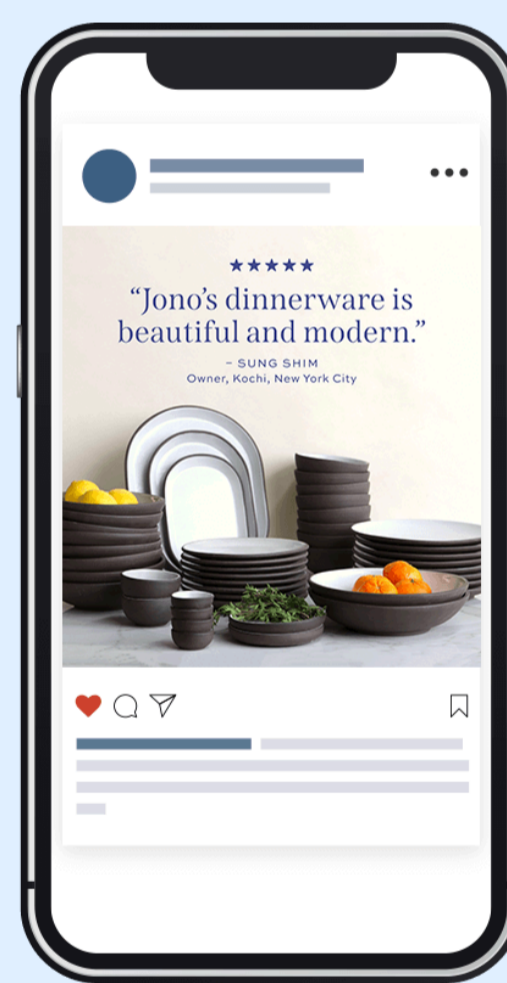 “Jono’s dinnerware is
beautiful and modern.”
– SUNG SHIM
Owner, Kochi, New York City